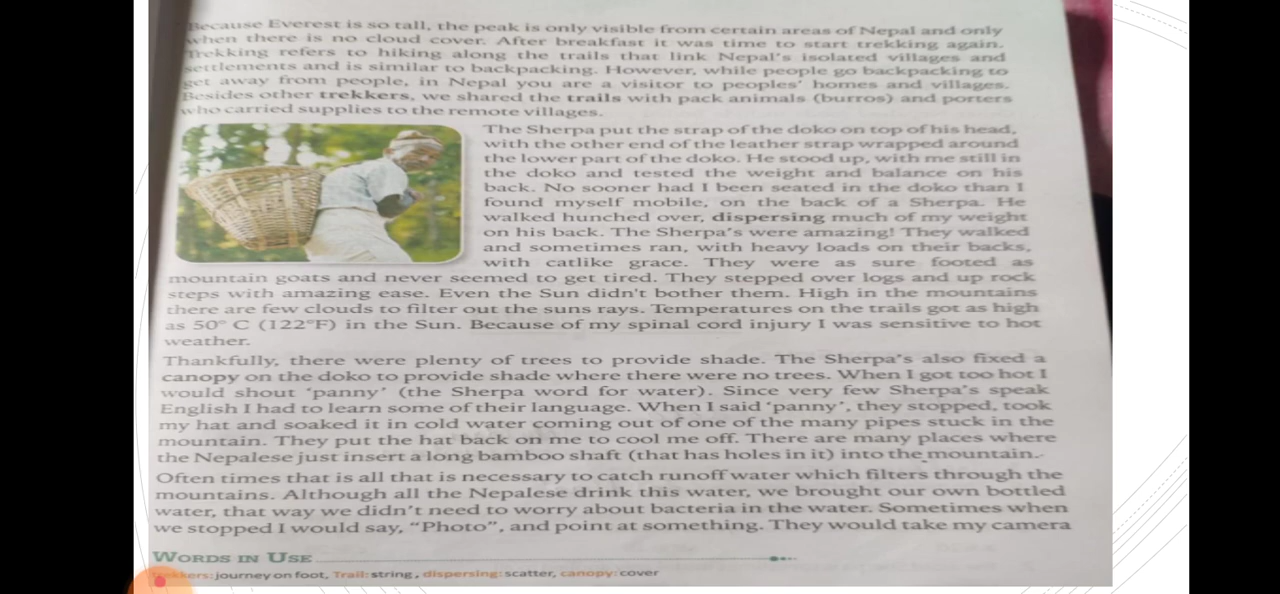 Because Everest is so tall, the peak is only visible from certain areas of Nepal and only
when there is no cloud cover. After breakfast it was time to start trekking again.
Trekking refers to hiking along the trails that link Nepal's isolated villages and
settlements and is similar to backpacking. However, while people go backpacking to
get away from people, in Nepal you are a visitor to peoples' homes and villages.
Besides other trekkers, we shared the trails with pack animals (burros) and porters
who carried supplies to the remote villages.
The Sherpa put the strap of the doko on top of his head,
with the other end of the leather strap wrapped around
the lower part of the doko. He stood up, with me still in
the doko and tested the weight and balance on his
back. No sooner had I been seated in the doko than I
found myself mobile, on the back of a Sherpa. He
walked hunched over, dispersing much of my weight
on his back. The Sherpa's were amazing! They walked
and sometimes ran, with heavy loads on their backs,
with catlike grace. They were as sure footed as
mountain goats and never seemed to get tired. They stepped over logs and up rock
steps with amazing ease. Even the Sun didn't bother them. High in the mountains
there are few clouds to filter out the suns rays. Temperatures on the trails got as high
as 50° C (122°F) in the Sun. Because of my spinal cord injury I was sensitive to hot
weather.
Thankfully, there were plenty of trees to provide shade. The Sherpa's also fixed a
canopy on the doko to provide shade where there were no trees. When I got too hot I
would shout 'panny' (the Sherpa word for water). Since very few Sherpa's speak
English I had to learn some of their language. When I said 'panny', they stopped, took
my hat and soaked it in cold water coming out of one of the many pipes stuck in the
mountain. They put the hat back on me to cool me off. There are many places where
the Nepalese just insert a long bamboo shaft (that has holes in it) into the mountain.
Often times that is all that is necessary to catch runoff water which filters through the
mountains. Although all the Nepalese drink this water, we brought our own bottled
water, that way we didn't need to worry about bacteria in the water. Sometimes when
we stopped I would say, "Photo", and point at something. They would take my camera
WORDS IN USE
trekkers: journey on foot, Trail: string, dispersing: scatter, canopy: cover